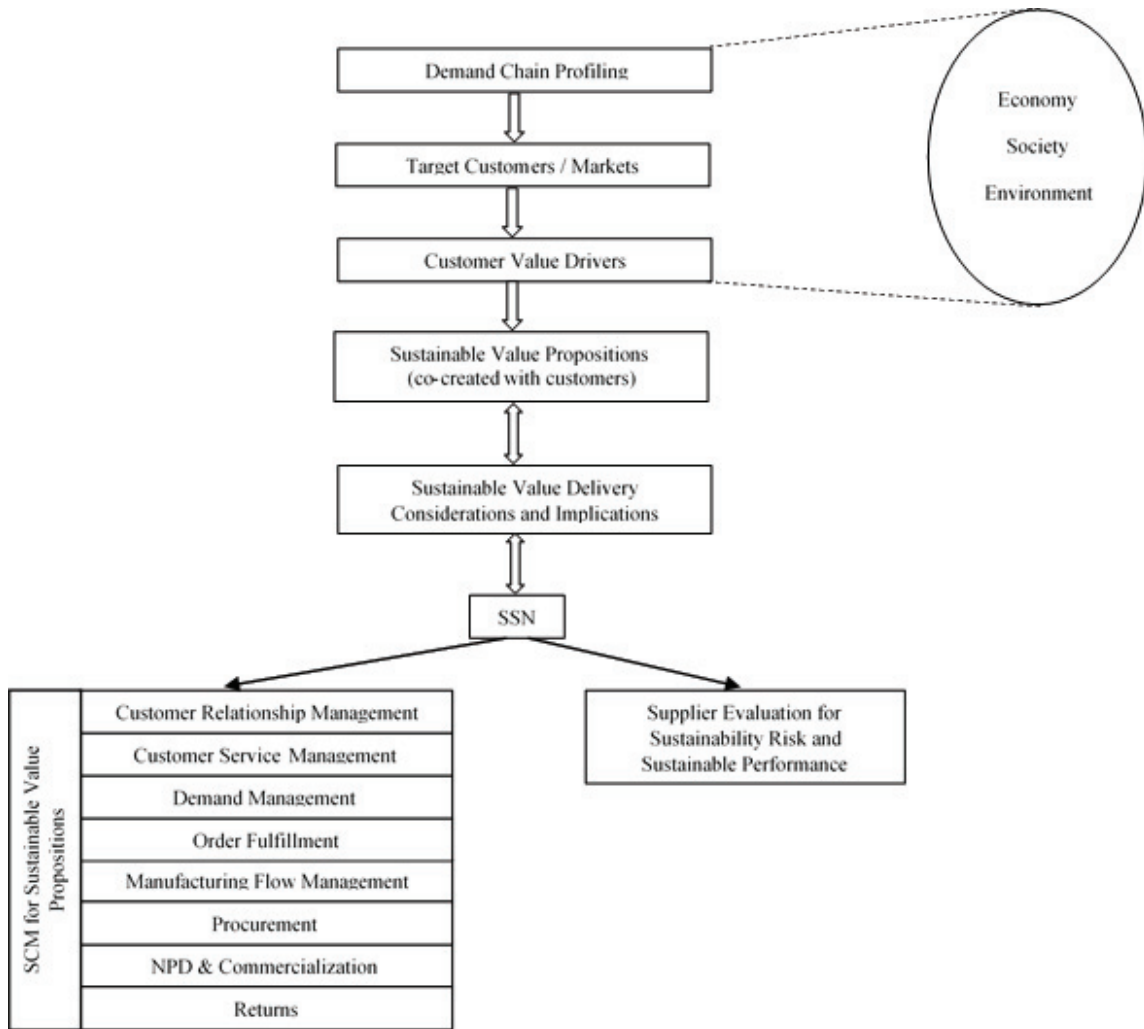 Demand Chain Profiling
Economy
Society
Environment
Target Customers / Markets
Customer Value Drivers
Sustainable Value Propositions
(co-created with customers)
Sustainable Value Delivery
Considerations and Implications
SSN
SCM for Sustainable Value
Propositions
Customer Relationship Management
Customer Service Management
Demand Management
Order Fulfillment
Manufacturing Flow Management
Procurement
NPD & Commercialization
Returns
Supplier Evaluation for
Sustainability Risk and
Sustainable Performance